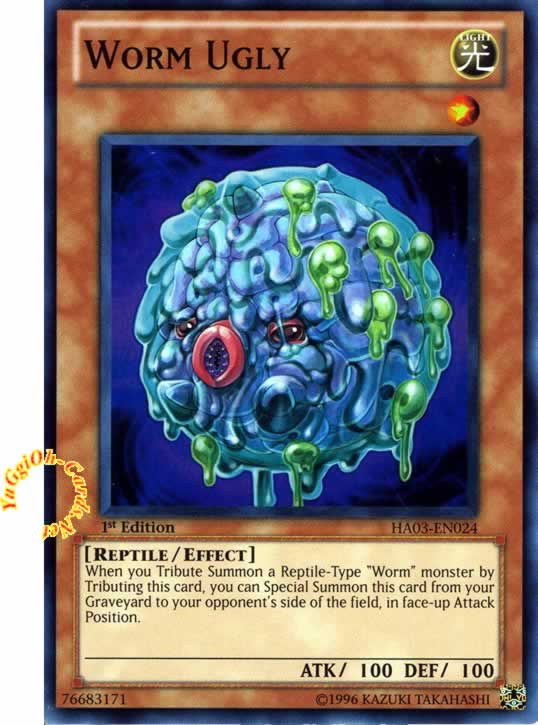 WORM UGLY
LIGHT
光
YuGgiOh-Cards.Net
1st Edition
HA03-EN024
[REPTILE/EFFECT]
When you Tribute Summon a Reptile-Type "Worm" monster by
Tributing this card, you can Special Summon this card from your
Graveyard to your opponent's side of the field, in face-up Attack
Position.
ATK/ 100 DEF/ 100
76683171
©1996 KAZUKI TAKAHASHI